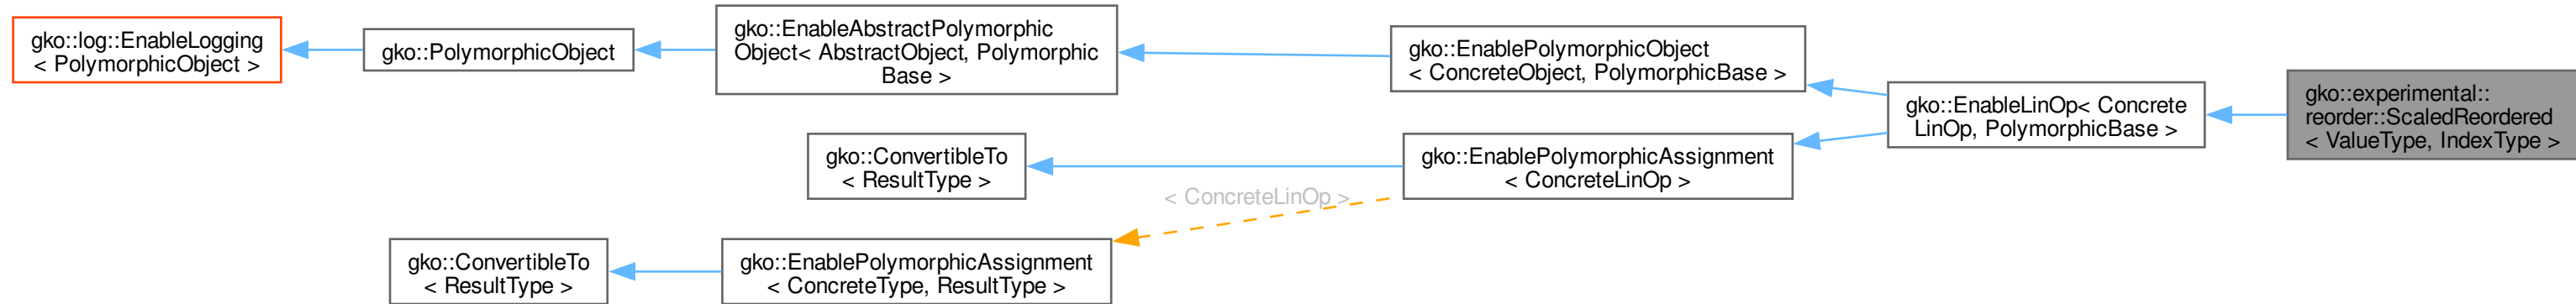 gko::log::EnableLogging
< PolymorphicObject >
gko::PolymorphicObject
gko::EnableAbstractPolymorphic
Object< AbstractObject, Polymorphic
Base >
gko::EnablePolymorphicObject
< ConcreteObject, PolymorphicBase >
gko::EnableLinOp< Concrete
LinOp, PolymorphicBase >
gko::experimental::
reorder::ScaledReordered
< ValueType, IndexType >
gko::ConvertibleTo
< ResultType >
gko::EnablePolymorphicAssignment
< ConcreteLinOp >
< ConcreteLinOp >
gko::ConvertibleTo
< ResultType >
gko::EnablePolymorphicAssignment
< ConcreteType, ResultType >